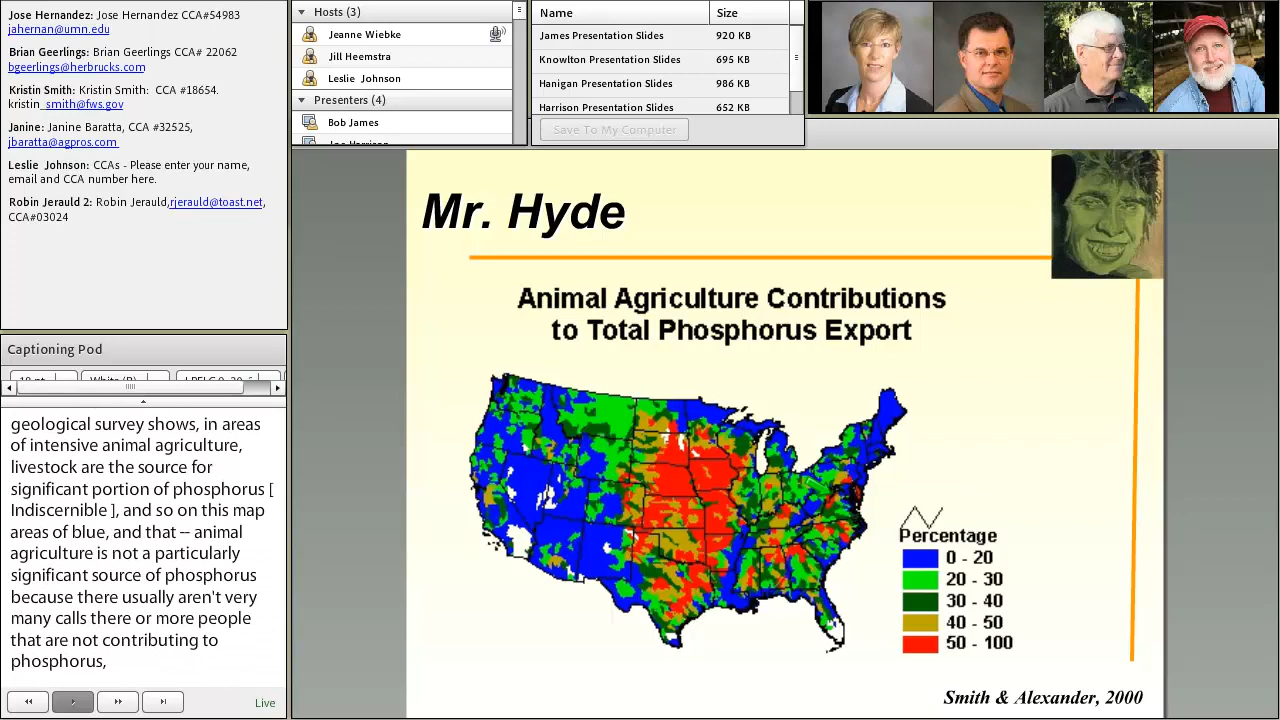 Jose Hernandez: Jose Hernandez CCA#54983
jahernan@umn.edu
Brian Geerlings: Brian Geerlings CCA# 22062
bgeerlings@herbrucks.com
Kristin Smith: Kristin Smith: CCA #18654.
kristin_smith@fws.gov
Janine: Janine Baratta, CCA #32525,
jbaratta@agpros.com
Leslie Johnson: CCAs - Please enter your name,
email and CCA number here.
Robin Jerauld 2: Robin Jerauld,rjerauld@toast.net,
CCA#03024
Captioning Pod
geological survey shows, in areas
of intensive animal agriculture,
livestock are the source for
significant portion of phosphorus [
Indiscernible ], and so on this map
areas of blue, and that -- animal
agriculture is not a particularly
significant source of phosphorus
because there usually aren't very
many calls there or more people
that are not contributing to
phosphorus,
Live
Hosts (3)
Jeanne Wiebke
Jill Heemstra
Leslie Johnson
Presenters (4)
Bob James
Name Size
James Presentation Slides 920 KB
Knowlton Presentation Slides 695 KB
Hanigan Presentation Slides 986 KB
Harrison Presentation Slides 652 KB
Save To My Computer
Mr. Hyde
Animal Agriculture Contributions
to Total Phosphorus Export
Percentage
0 - 20
20 - 30
30 - 40
40 - 50
50 - 100
Smith & Alexander, 2000